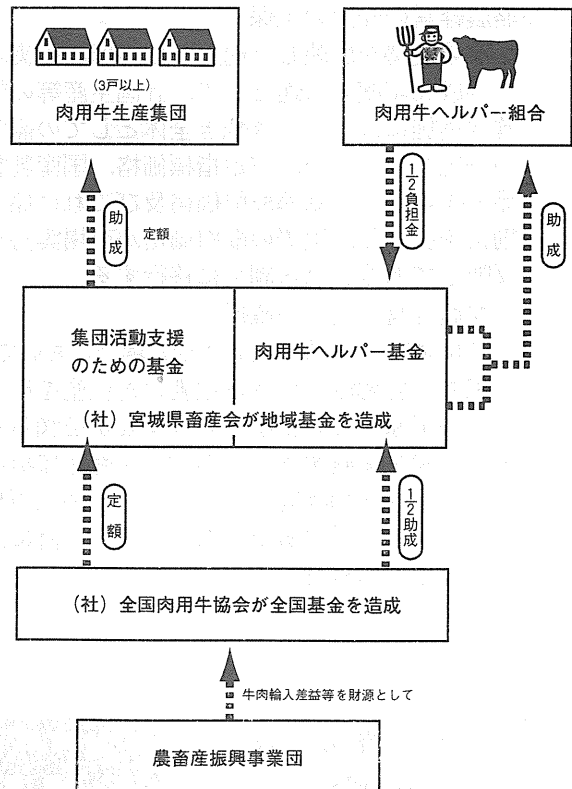 (3戸以上)
肉用牛生産集団
肉用牛ヘルパー組合
助成
定額
1/2負担金
助成
集団活動支援
のための基金
肉用牛ヘルパー基金
(社)宮城県畜産会が地域基金を造成
定額
1/2助成
(社)全国肉用牛協会が全国基金を造成
牛肉輸入差益等を財源として
農畜産振興事業団